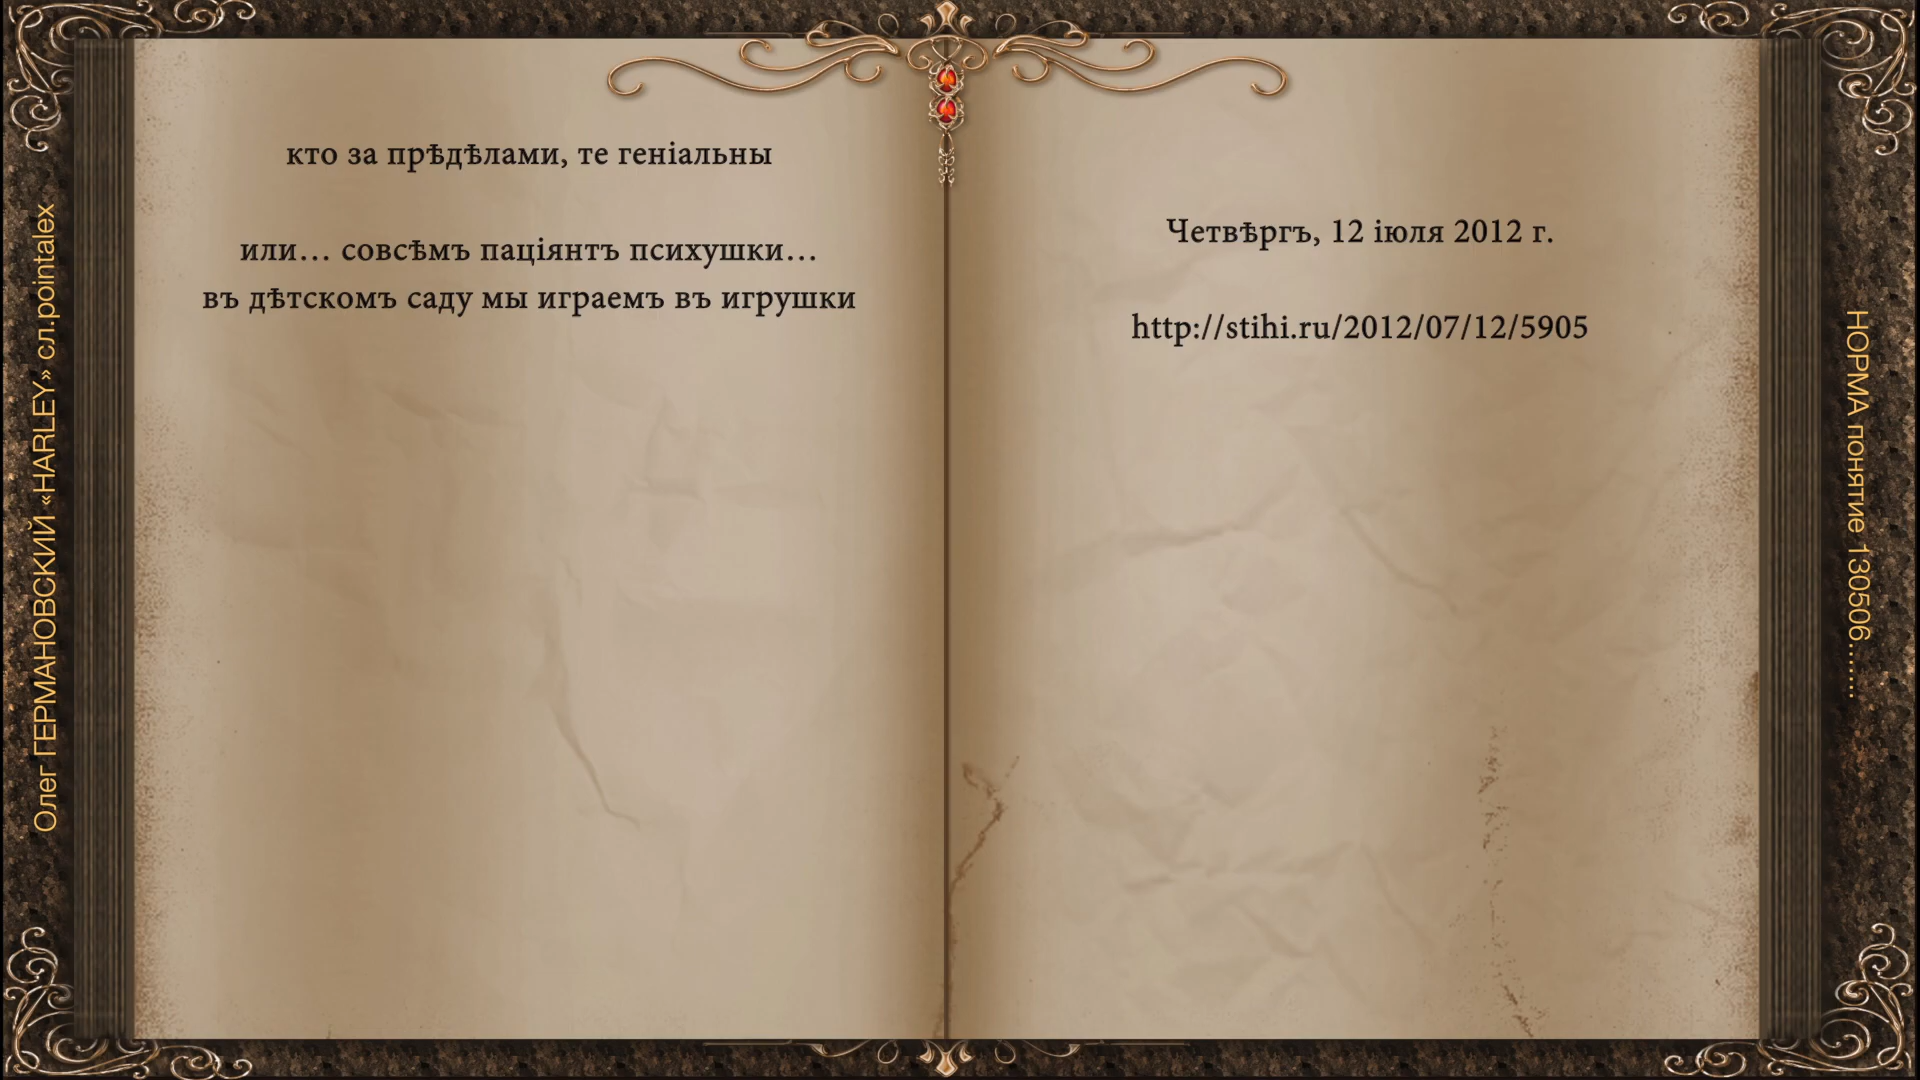 Олег ГЕРМАНОВСКИЙ «HARLEY» сл.pointalex
кто за прѣдѣлами, те геніальны
или… совсѣмъ паціянтъ психушки…
въ дѣтскомъ саду мы играемъ въ игрушки
Четвѣргъ, 12 іюля 2012 г.
http://stihi.ru/2012/07/12/5905
НОРМА понятие 130506.......